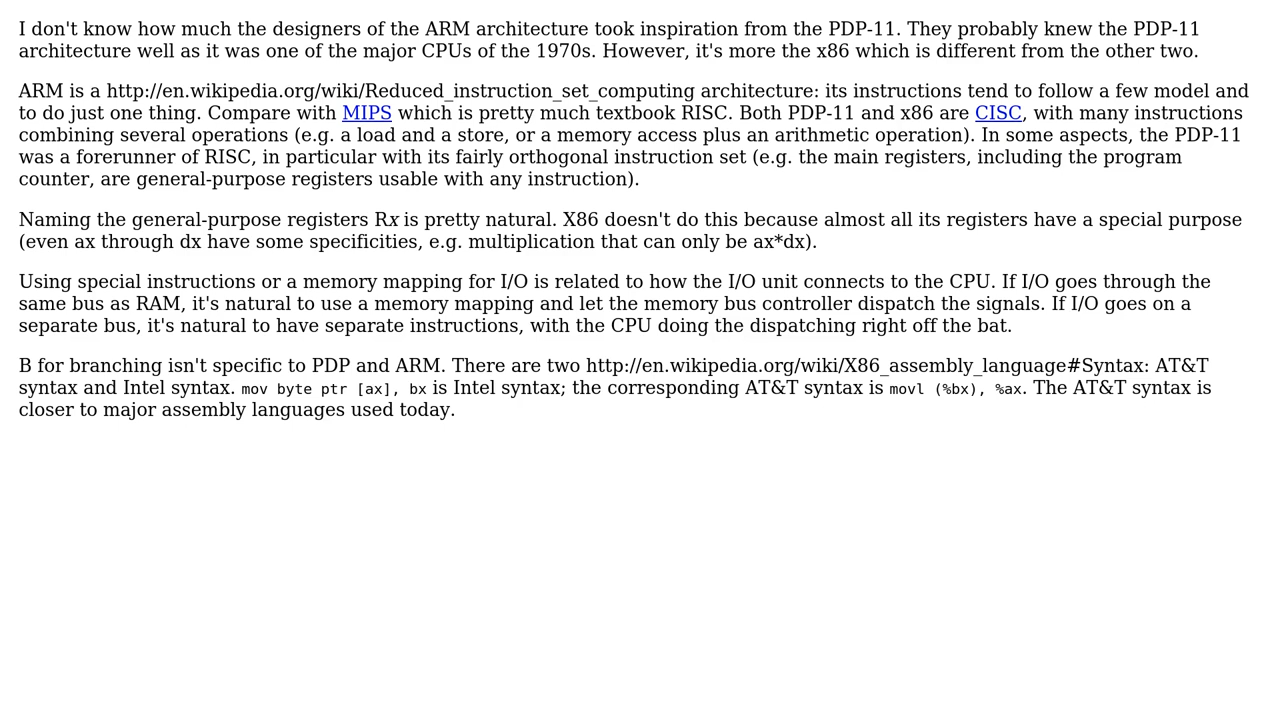 I don't know how much the designers of the ARM architecture took inspiration from the PDP-11. They probably knew the PDP-11
architecture well as it was one of the major CPUs of the 1970s. However, it's more the x86 which is different from the other two.
ARM is a http://en.wikipedia.org/wiki/Reduced_instruction_set_computing architecture: its instructions tend to follow a few model and
to do just one thing. Compare with MIPS which is pretty much textbook RISC. Both PDP-11 and x86 are CISC, with many instructions
combining several operations (e.g. a load and a store, or a memory access plus an arithmetic operation). In some aspects, the PDP-11
was a forerunner of RISC, in particular with its fairly orthogonal instruction set (e.g. the main registers, including the program
counter, are general-purpose registers usable with any instruction).
Naming the general-purpose registers Rx is pretty natural. X86 doesn't do this because almost all its registers have a special purpose
(even ax through dx have some specificities, e.g. multiplication that can only be ax*dx).
Using special instructions or a memory mapping for I/O is related to how the I/O unit connects to the CPU. If I/O goes through the
same bus as RAM, it's natural to use a memory mapping and let the memory bus controller dispatch the signals. If I/O goes on a
separate bus, it's natural to have separate instructions, with the CPU doing the dispatching right off the bat.
B for branching isn't specific to PDP and ARM. There are two http://en.wikipedia.org/wiki/X86_assembly_language#Syntax: AT&T
syntax and Intel syntax. mov byte ptr [ax], bx is Intel syntax; the corresponding AT&T syntax is movl (%bx), %ax. The AT&T syntax is
closer to major assembly languages used today.